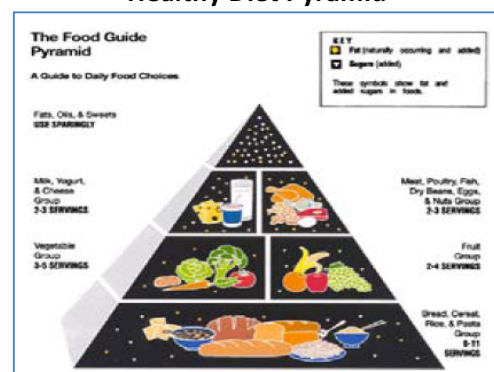 Healthy Diet Pyramid
The Food Guide
Pyramid
A Guide to Daily Food Choices
KEY
Fat (naturally occurring and added)
Sugars (added)
These symbols show fat and
added sugars in foods.
Fats, Oils, & Sweets
USE SPARINGLY
Milk, Yogurt,
& Cheese
Group
2-3 SERVINGS
Meat, Poultry, Fish,
Dry Beans, Eggs,
& Nuts Group
2-3 SERVINGS
Vegetable
Group
3-5 SERVINGS
Fruit
Group
2-4 SERVINGS
Bread, Cereal,
Rice, & Pasta
Group
6-11
SERVINGS